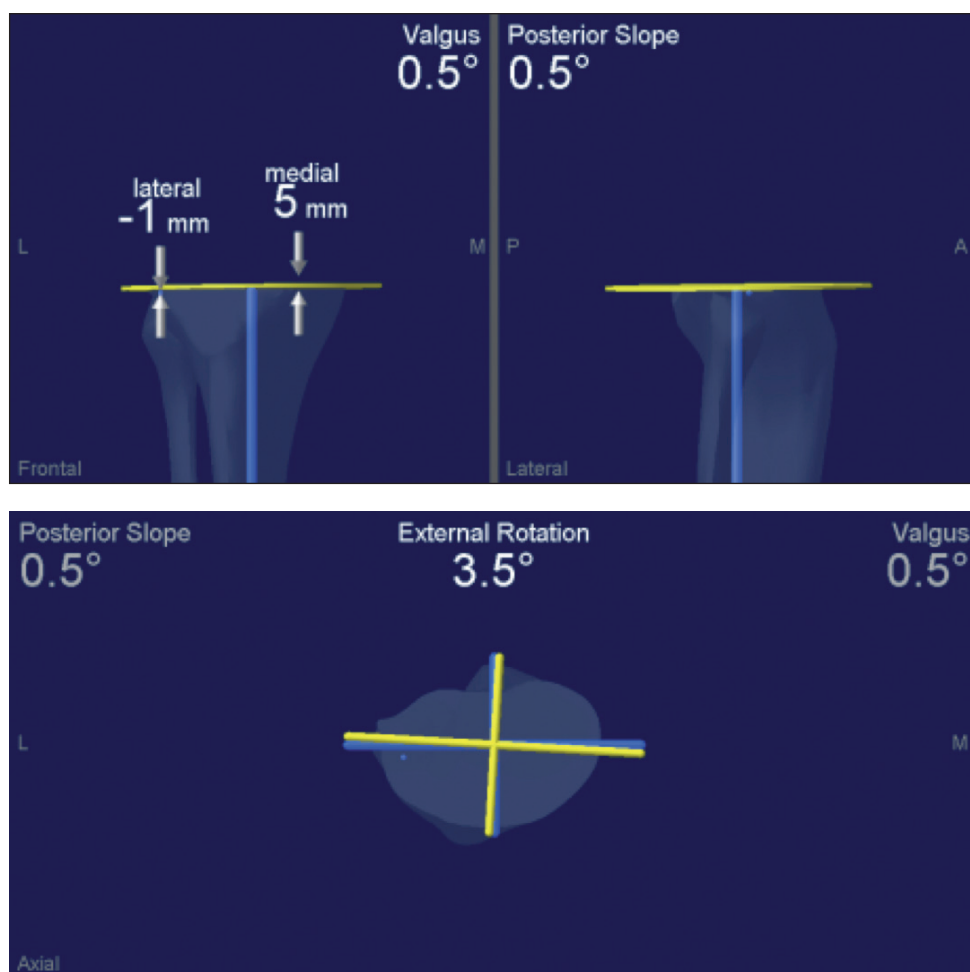 Valgus
0.5°
Posterior Slope
0.5°
lateral
-1 mm
medial
5 mm
L
M
P
A
Frontal
Lateral
Posterior Slope
0.5°
External Rotation
3.5°
Valgus
0.5°
L
M
Axial